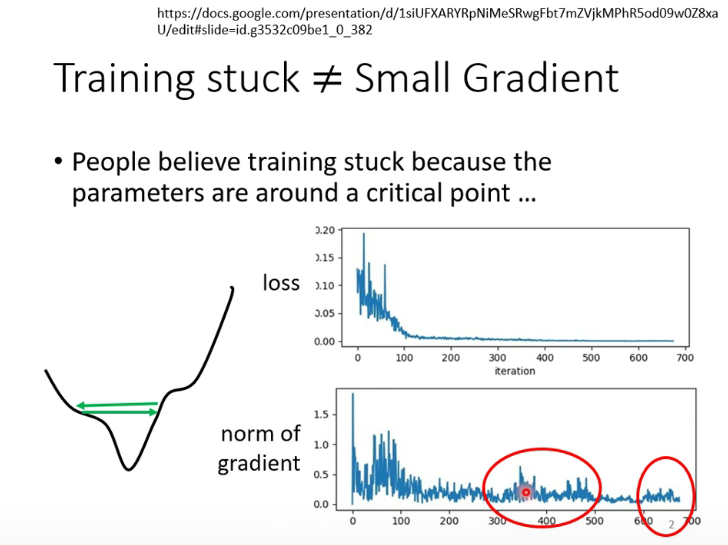 https://docs.google.com/presentation/d/1siUFXARYRpNiMeSRwgFbt7mZVjkMPhR5od09w0Z8xa
U/edit#slide=id.g3532c09be1_0_382
Training stuck ≠ Small Gradient
• People believe training stuck because the
parameters are around a critical point …
loss
0.20
0.15
0.10
0.05
0.00
0 100 200 300 400 500 600 700
iteration
norm of
gradient
1.5
1.0
0.5
0.0
0 100 200 300 400 500 600 700
2